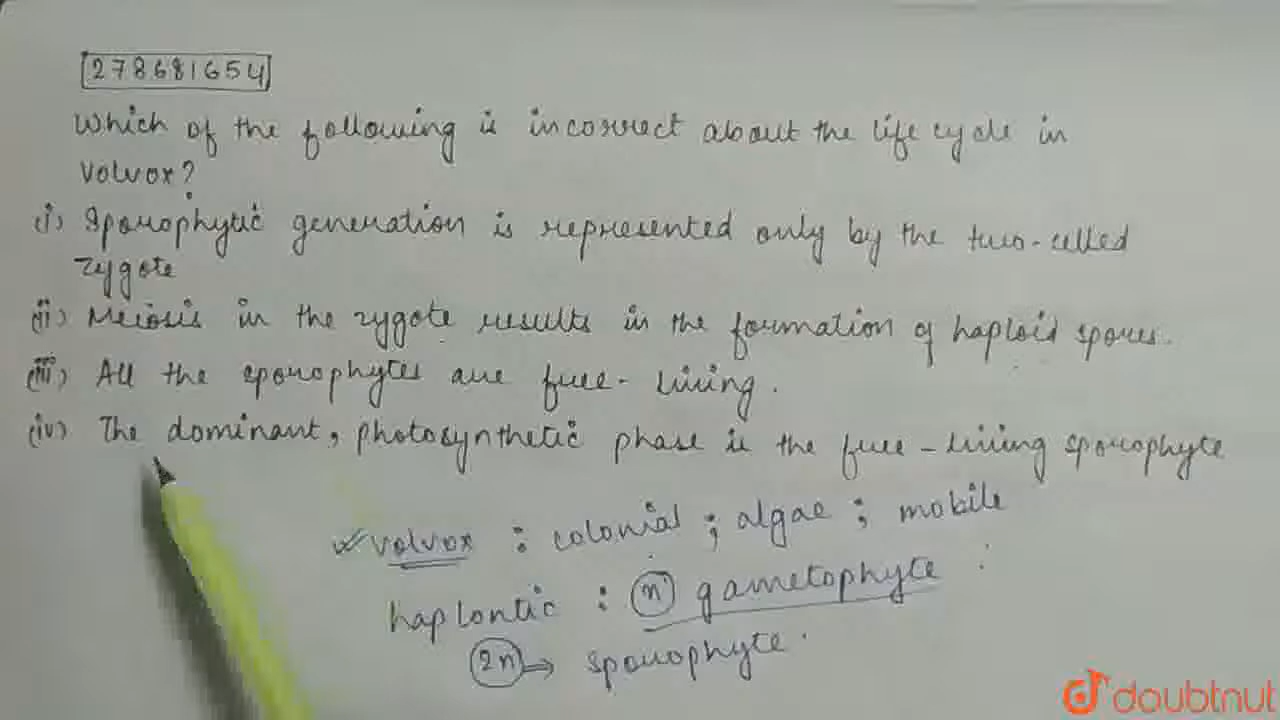 278681654
Which of the following is incorrect about the life cycle in
Volvox?
(i) Sporophytic generation is represented only by the two-celled
zygote
(ii) Meiosis in the zygote results in the formation of haploid spores.
(iii) All the sporophytes are free-living.
(iv) The dominant, photosynthetic phase is the free-living sporophyte
✓ Volvox : colonial ; algae ; mobile
haplontic : n gametophyte :
2n → sporophyte.
doubtnut